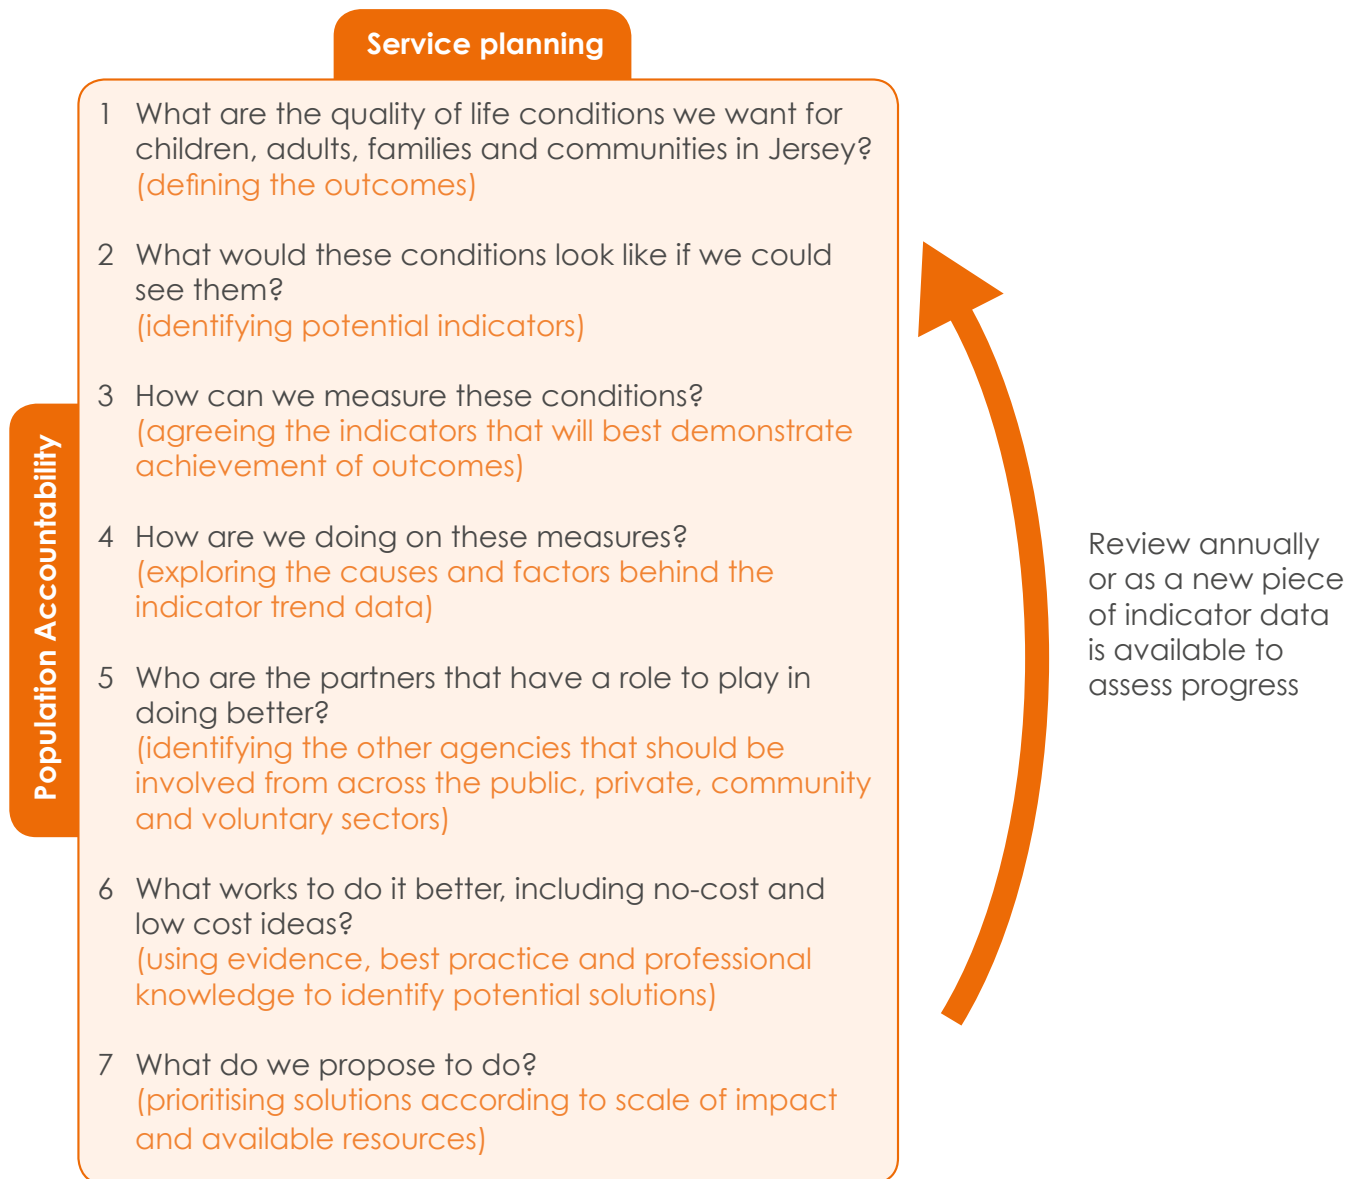 Service planning
1 What are the quality of life conditions we want for
children, adults, families and communities in Jersey?
(defining the outcomes)
2 What would these conditions look like if we could
see them?
(identifying potential indicators)
3 How can we measure these conditions?
(agreeing the indicators that will best demonstrate
achievement of outcomes)
4 How are we doing on these measures?
(exploring the causes and factors behind the
indicator trend data)
5 Who are the partners that have a role to play in
doing better?
(identifying the other agencies that should be
involved from across the public, private, community
and voluntary sectors)
6 What works to do it better, including no-cost and
low cost ideas?
(using evidence, best practice and professional
knowledge to identify potential solutions)
7 What do we propose to do?
(prioritising solutions according to scale of impact
and available resources)
Population Accountability
Review annually
or as a new piece
of indicator data
is available to
assess progress